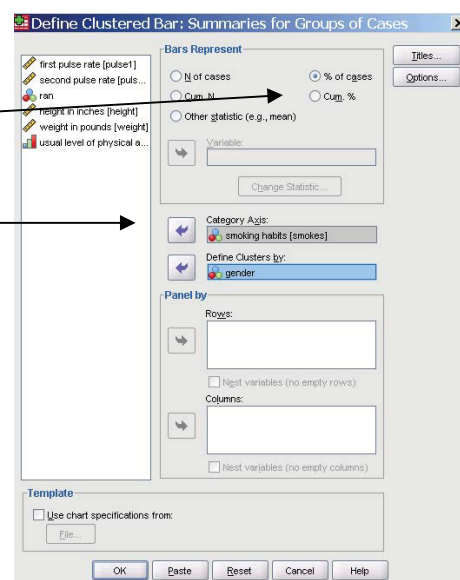 Define Clustered Bar: Summaries for Groups of Cases
first pulse rate [pulse1]
second pulse rate (puls...
ran
height in inches [height]
weight in pounds [weight]
usual level of physical a...
Bars Represent
N of cases
% of cases
Cum. N
Cum. %
Other statistic (e.g., mean)
Variable:
Change Statistic...
Category Axis:
smoking habits [smokes]
Define Clusters by:
gender
Panel by
Rows:
Nest variables (no empty rows)
Columns:
Nest variables (no empty columns)
Titles...
Options...
Template
Use chart specifications from:
File...
OK
Paste
Reset
Cancel
Help